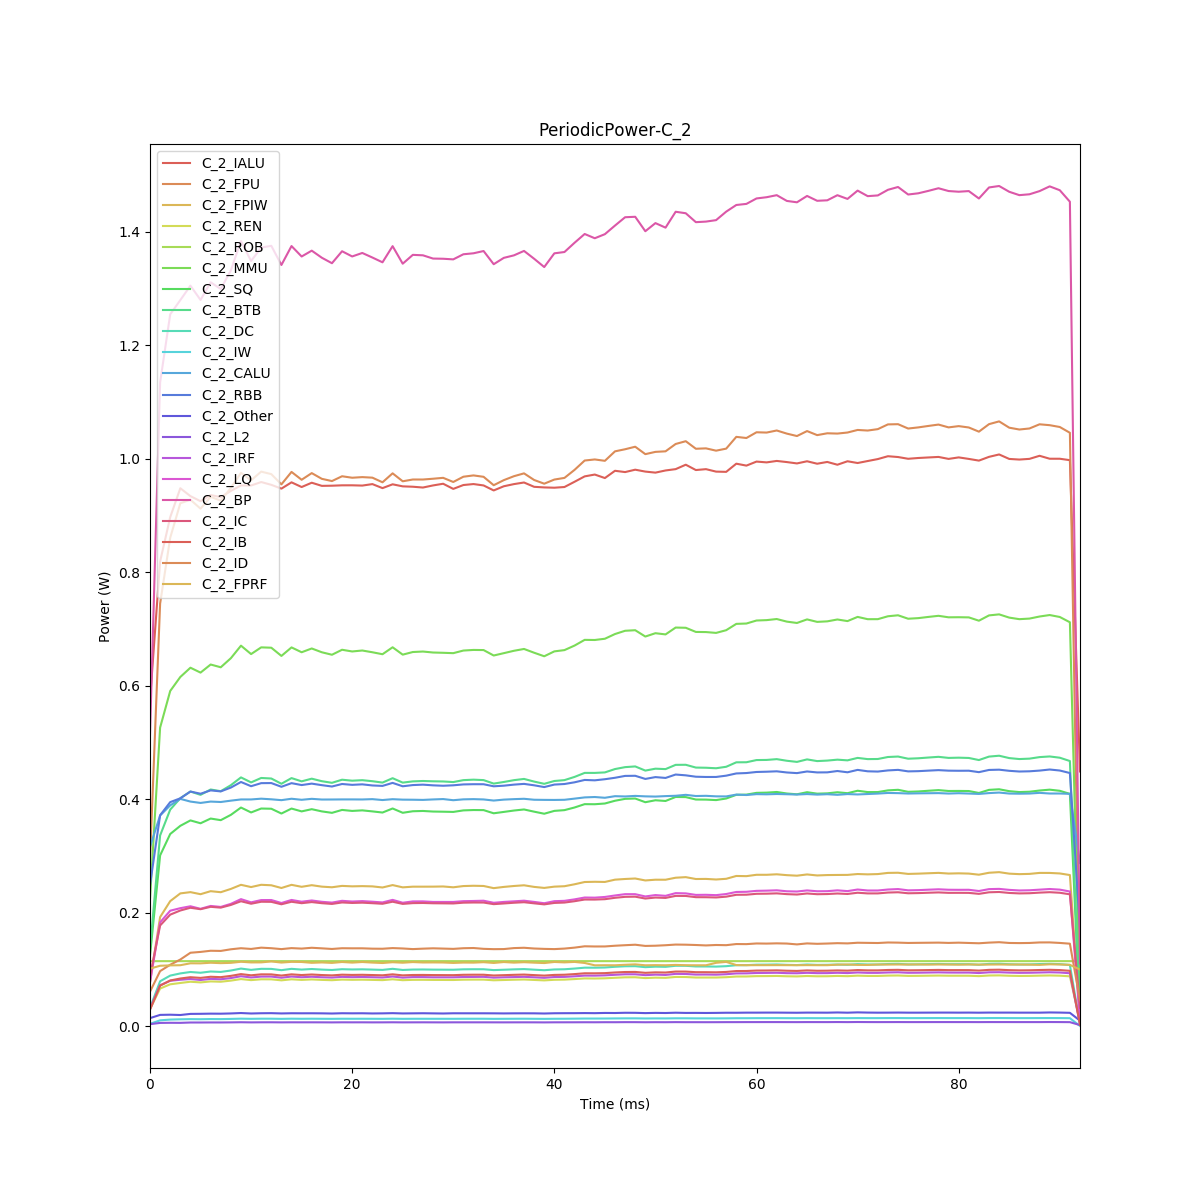 PeriodicPower-C_2
C_2_IALU
C_2_FPU
C_2_FPIW
C_2_REN
C_2_ROB
C_2_MMU
C_2_SQ
C_2_BTB
C_2_DC
C_2_IW
C_2_CALU
C_2_RBB
C_2_Other
C_2_L2
C_2_IRF
C_2_LQ
C_2_BP
C_2_IC
C_2_IB
C_2_ID
C_2_FPRF
Power (W)
1.4
1.2
1.0
0.8
0.6
0.4
0.2
0.0
0 20 40 60 80
Time (ms)